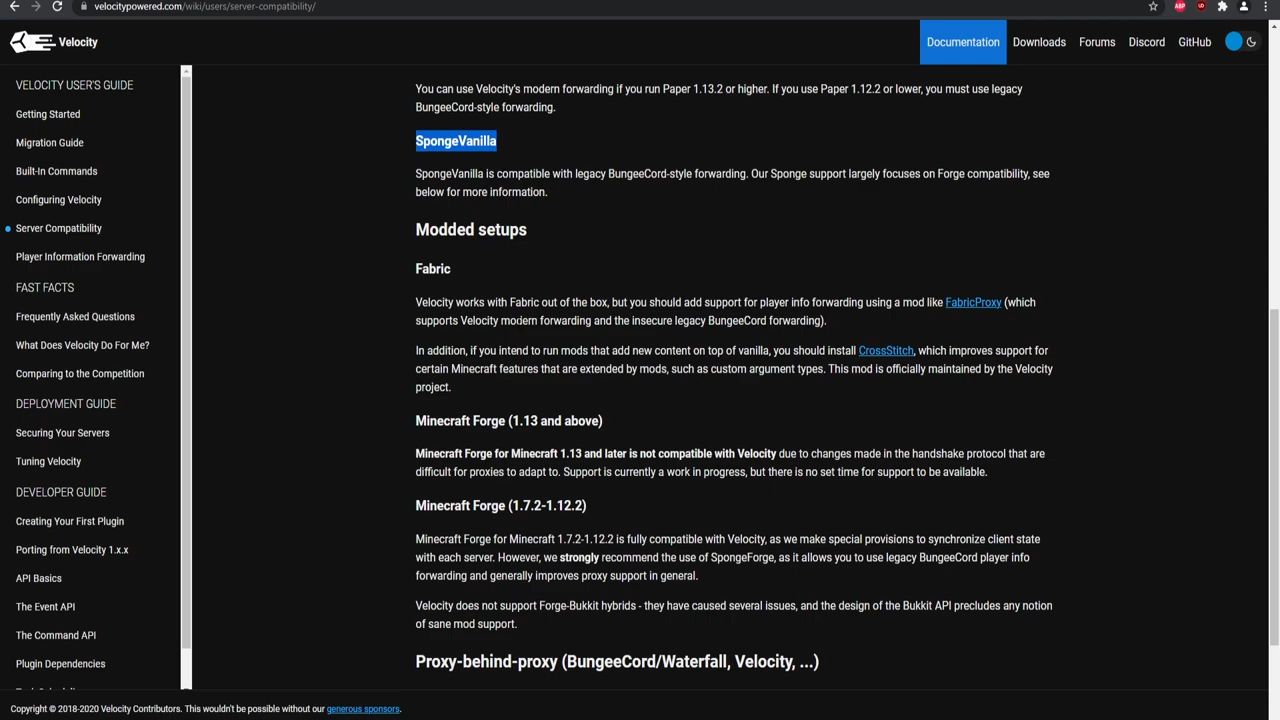 velocitypowered.com/wiki/users/server-compatibility/
ABP
Velocity
Documentation
Downloads
Forums
Discord
GitHub
VELOCITY USER'S GUIDE
Getting Started
Migration Guide
Built-In Commands
Configuring Velocity
Server Compatibility
Player Information Forwarding
FAST FACTS
Frequently Asked Questions
What Does Velocity Do For Me?
Comparing to the Competition
DEPLOYMENT GUIDE
Securing Your Servers
Tuning Velocity
DEVELOPER GUIDE
Creating Your First Plugin
Porting from Velocity 1.x.x
API Basics
The Event API
The Command API
Plugin Dependencies
You can use Velocity's modern forwarding if you run Paper 1.13.2 or higher. If you use Paper 1.12.2 or lower, you must use legacy
BungeeCord-style forwarding.
SpongeVanilla
SpongeVanilla is compatible with legacy BungeeCord-style forwarding. Our Sponge support largely focuses on Forge compatibility, see
below for more information.
Modded setups
Fabric
Velocity works with Fabric out of the box, but you should add support for player info forwarding using a mod like FabricProxy (which
supports Velocity modern forwarding and the insecure legacy BungeeCord forwarding).
In addition, if you intend to run mods that add new content on top of vanilla, you should install CrossStitch, which improves support for
certain Minecraft features that are extended by mods, such as custom argument types. This mod is officially maintained by the Velocity
project.
Minecraft Forge (1.13 and above)
Minecraft Forge for Minecraft 1.13 and later is not compatible with Velocity due to changes made in the handshake protocol that are
difficult for proxies to adapt to. Support is currently a work in progress, but there is no set time for support to be available.
Minecraft Forge (1.7.2-1.12.2)
Minecraft Forge for Minecraft 1.7.2-1.12.2 is fully compatible with Velocity, as we make special provisions to synchronize client state
with each server. However, we strongly recommend the use of SpongeForge, as it allows you to use legacy BungeeCord player info
forwarding and generally improves proxy support in general.
Velocity does not support Forge-Bukkit hybrids - they have caused several issues, and the design of the Bukkit API precludes any notion
of sane mod support.
Proxy-behind-proxy (BungeeCord/Waterfall, Velocity, ...)
Copyright © 2018-2020 Velocity Contributors. This wouldn't be possible without our generous sponsors.